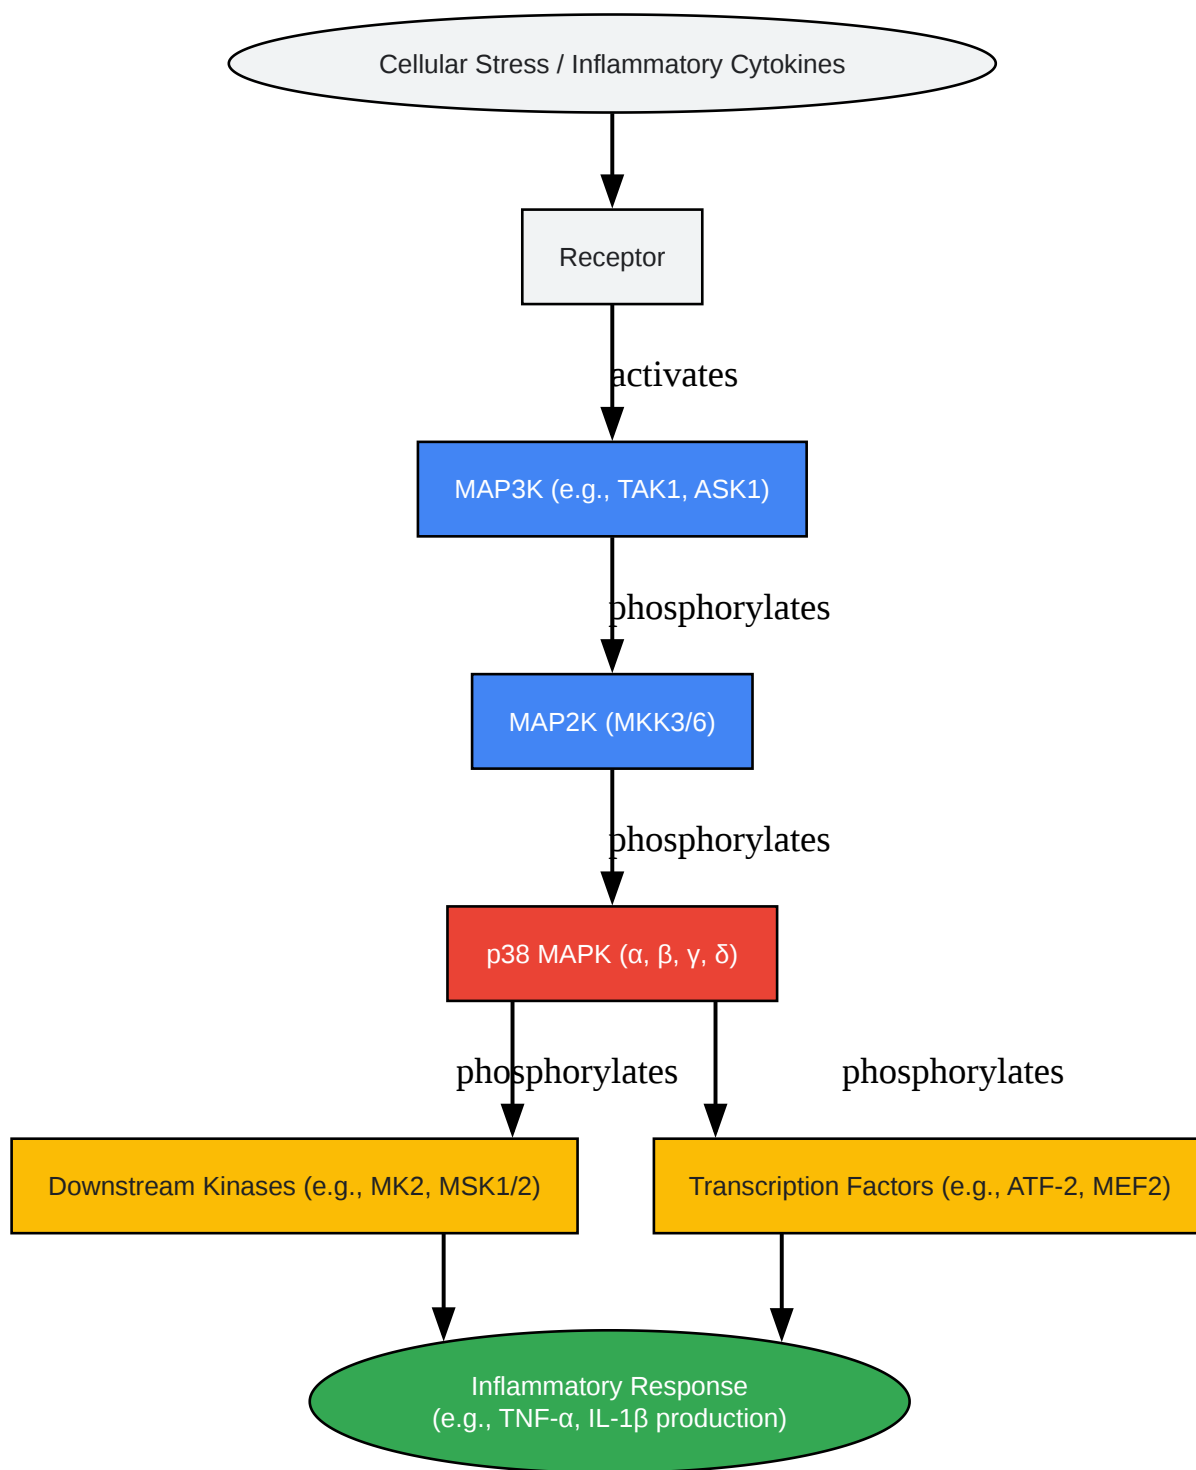 Cellular Stress / Inflammatory Cytokines
Receptor
activates
MAP3K (e.g., TAK1, ASK1)
phosphorylates
MAP2K (MKK3/6)
phosphorylates
p38 MAPK (α, β, γ, δ)
phosphorylates
phosphorylates
Downstream Kinases (e.g., MK2, MSK1/2)
Transcription Factors (e.g., ATF-2, MEF2)
Inflammatory Response
(e.g., TNF-α, IL-1β production)